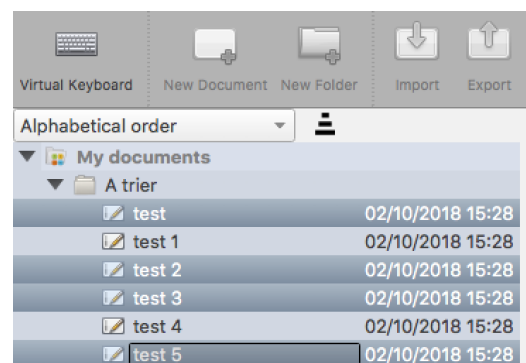 Virtual Keyboard New Document New Folder Import Export
Alphabetical order
My documents
A trier
test 02/10/2018 15:28
test 1 02/10/2018 15:28
test 2 02/10/2018 15:28
test 3 02/10/2018 15:28
test 4 02/10/2018 15:28
test 5 02/10/2018 15:28